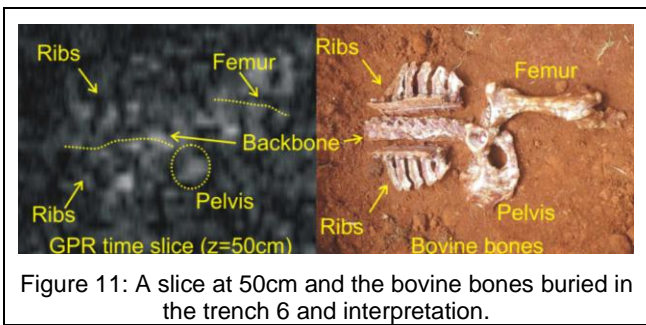 Ribs
Femur
Backbone
Ribs
Pelvis
GPR time slice (z=50cm)
Ribs
Femur
Ribs
Pelvis
Bovine bones
Figure 11: A slice at 50cm and the bovine bones buried in
the trench 6 and interpretation.